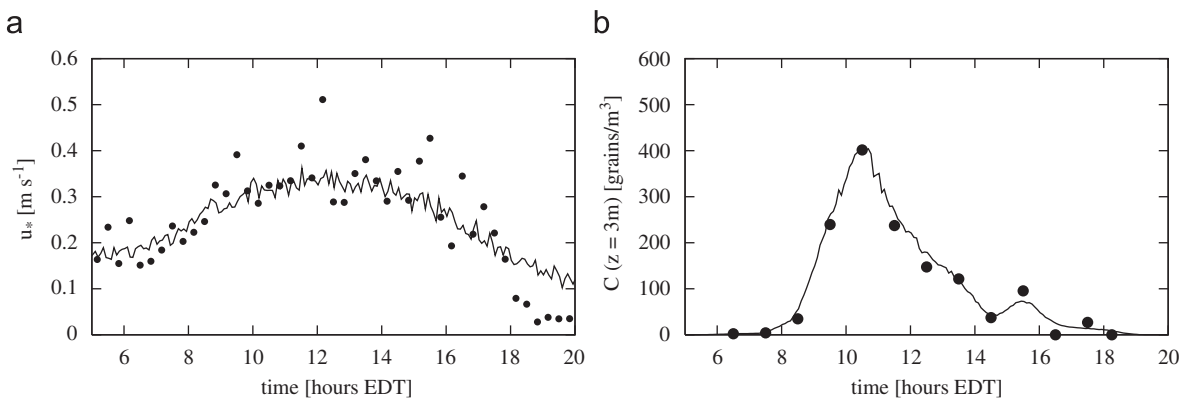 a
0.6
0.5
0.4
0.3
0.2
0.1
0
u* [m s⁻¹]
6 8 10 12 14 16 18 20
time [hours EDT]
b
600
500
400
300
200
100
0
C (z = 3m) [grains/m³]
6 8 10 12 14 16 18 20
time [hours EDT]